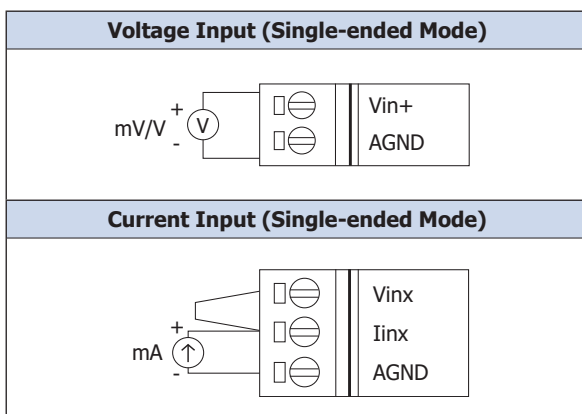 Voltage Input (Single-ended Mode)
+
mV/V
V
-
Vin+
AGND
Current Input (Single-ended Mode)
+
mA
-
Vinx
Iinx
AGND